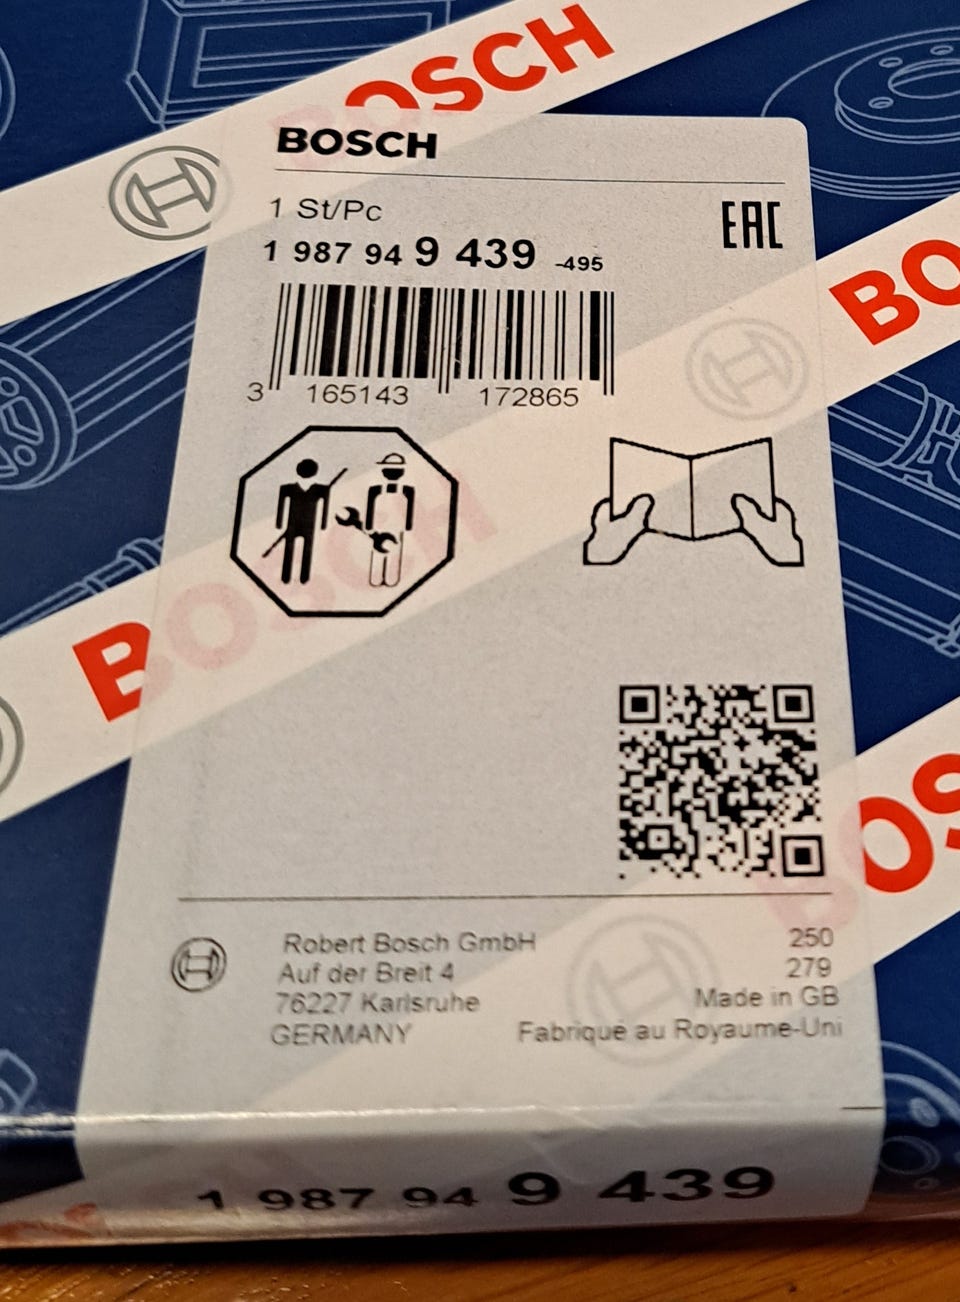 BOSCH
BOSCH
1 St/Pc
EAC
1 987 94 9 439 -495
BO
3 165143 172865
BOSCH
OS
Robert Bosch GmbH
Auf der Breit 4
76227 Karlsruhe
GERMANY
250
279
Made in GB
Fabriqué au Royaume-Uni
1 987 94 9 439